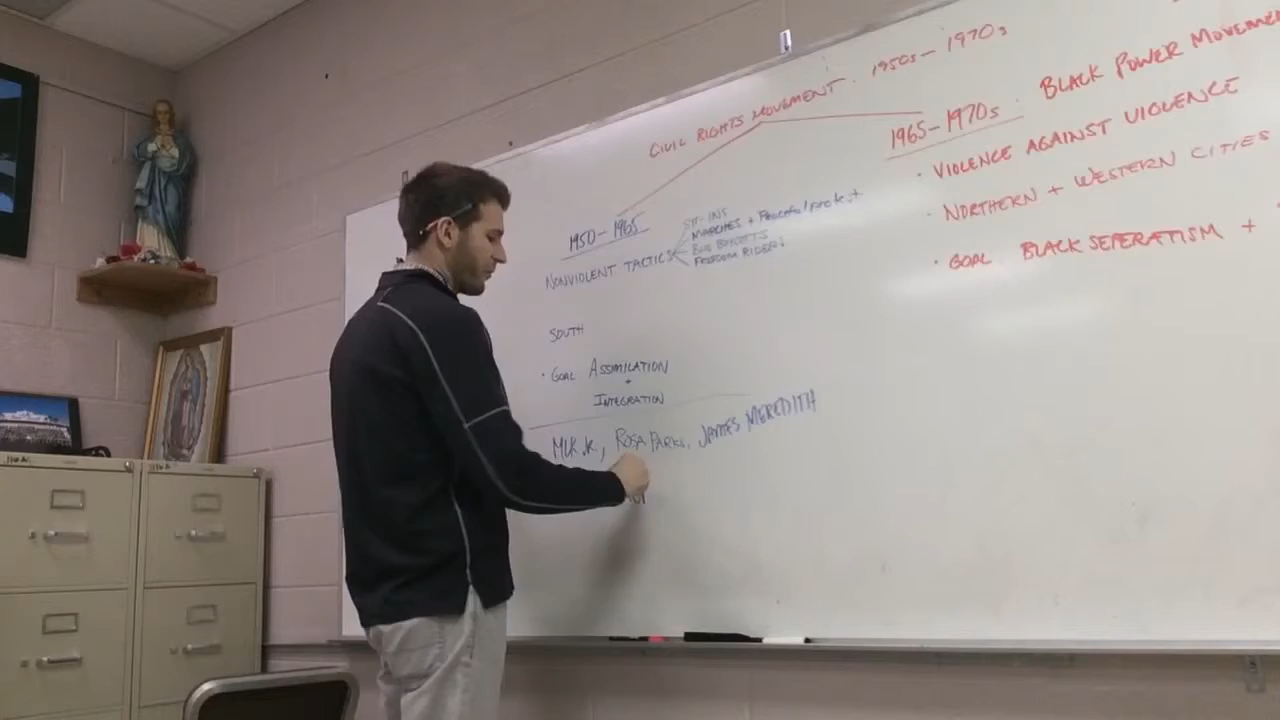 CIVIL RIGHTS MOVEMENT: 1950s - 1970s
1950 - 1965
NONVIOLENT TACTICS
SIT-INS
MARCHES + Peaceful protest
BUS BOYCOTTS
FREEDOM RIDERS
SOUTH
• GOAL ASSIMILATION
+
INTEGRATION
MLK Jr, ROSA PARKS, JAMES MEREDITH
1965 - 1970s : BLACK POWER MOVEME
• VIOLENCE AGAINST VIOLENCE
• NORTHERN + WESTERN CITIES
• GOAL BLACK SEPERATISM +